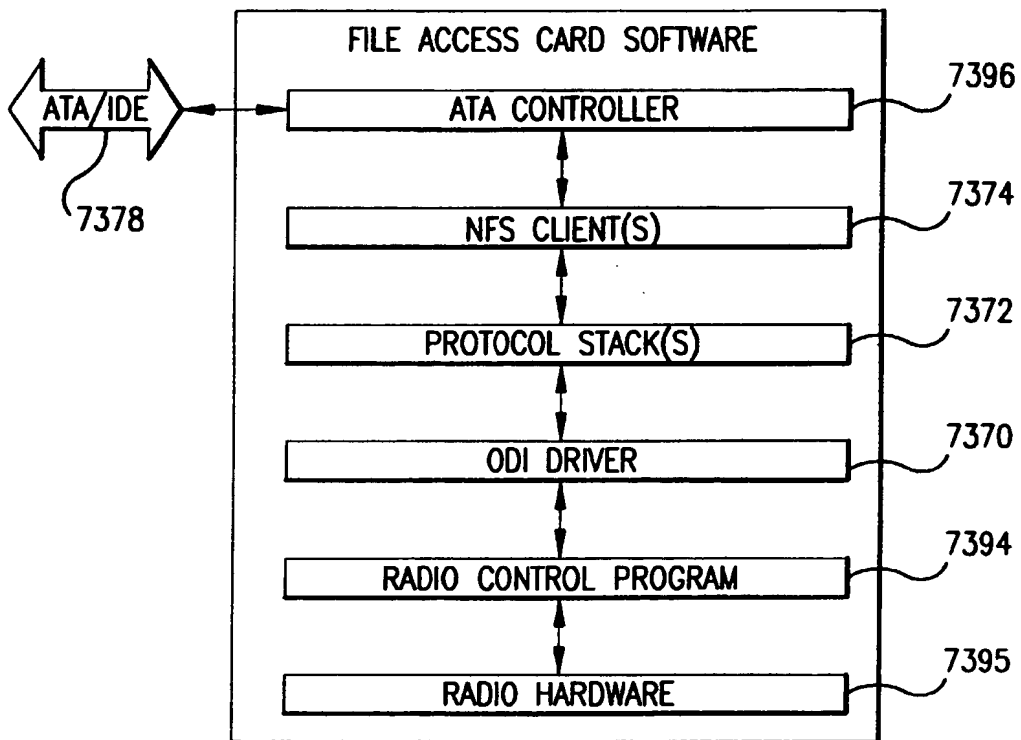 FILE ACCESS CARD SOFTWARE
ATA/IDE
7378
ATA CONTROLLER
7396
NFS CLIENT(S)
7374
PROTOCOL STACK(S)
7372
ODI DRIVER
7370
RADIO CONTROL PROGRAM
7394
RADIO HARDWARE
7395